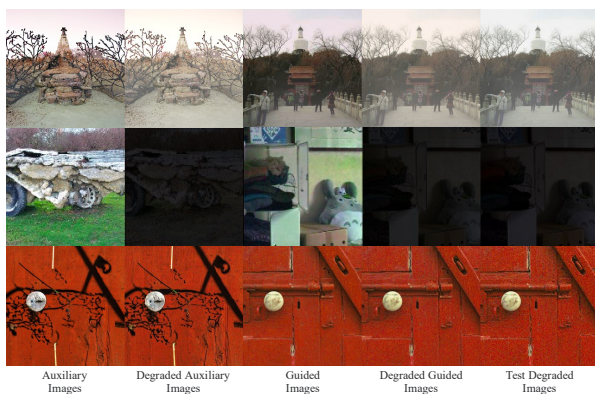 Auxiliary
Images
Degraded Auxiliary
Images
Guided
Images
Degraded Guided
Images
Test Degraded
Images